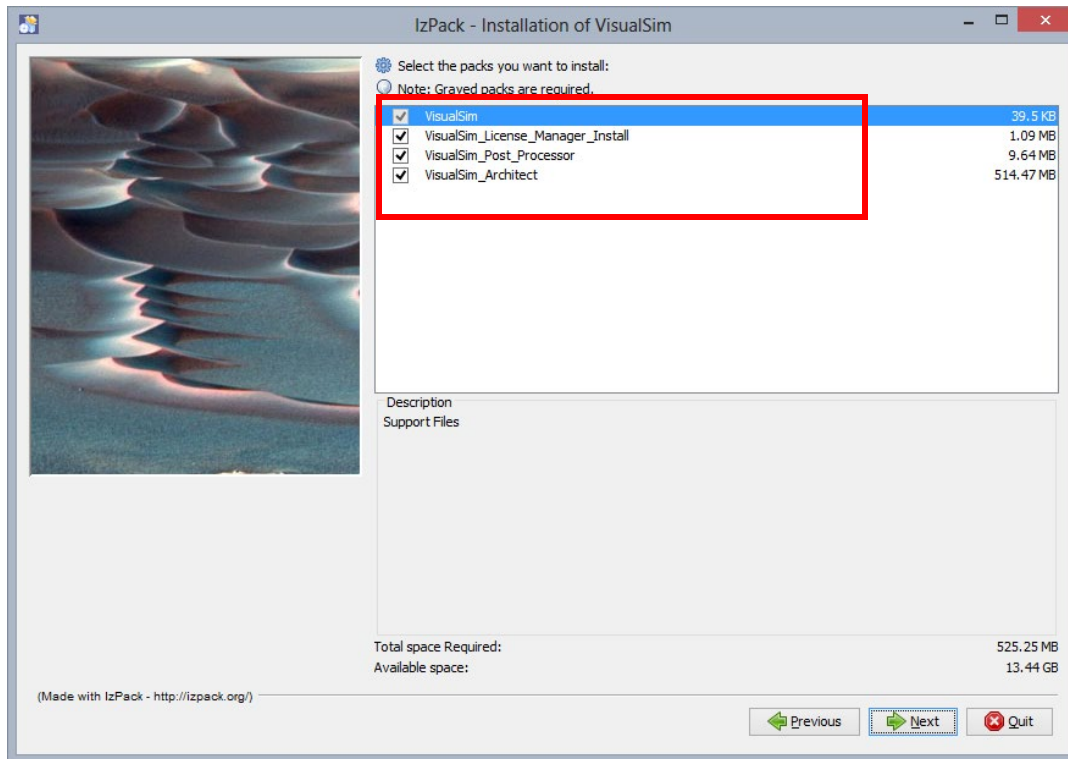 IzPack - Installation of VisualSim
Select the packs you want to install:
Note: Graved packs are required.
VisualSim 39.5 KB
VisualSim_License_Manager_Install 1.09 MB
VisualSim_Post_Processor 9.64 MB
VisualSim_Architect 514.47 MB
Description
Support Files
Total space Required: 525.25 MB
Available space: 13.44 GB
(Made with IzPack - http://izpack.org/)
Previous Next Quit